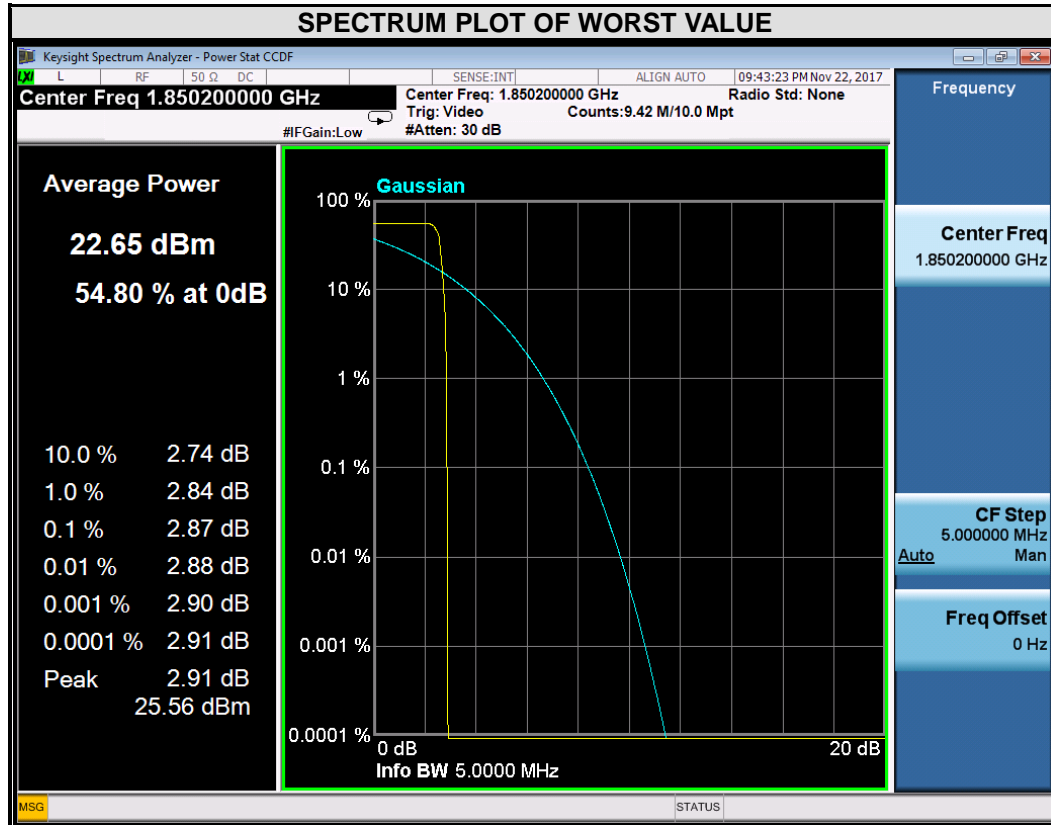 SPECTRUM PLOT OF WORST VALUE
Keysight Spectrum Analyzer - Power Stat CCDF
LXI L RF 50 Ω DC SENSE:INT ALIGN AUTO 09:43:23 PM Nov 22, 2017
Center Freq 1.850200000 GHz
Center Freq: 1.850200000 GHz Radio Std: None
Trig: Video Counts:9.42 M/10.0 Mpt
#IFGain:Low #Atten: 30 dB
Average Power
22.65 dBm
54.80 % at 0dB
10.0 % 2.74 dB
1.0 % 2.84 dB
0.1 % 2.87 dB
0.01 % 2.88 dB
0.001 % 2.90 dB
0.0001 % 2.91 dB
Peak 2.91 dB
25.56 dBm
Gaussian
100 %
10 %
1 %
0.1 %
0.01 %
0.001 %
0.0001 %
0 dB 20 dB
Info BW 5.0000 MHz
Frequency
Center Freq
1.850200000 GHz
CF Step
5.000000 MHz
Auto Man
Freq Offset
0 Hz
MSG STATUS